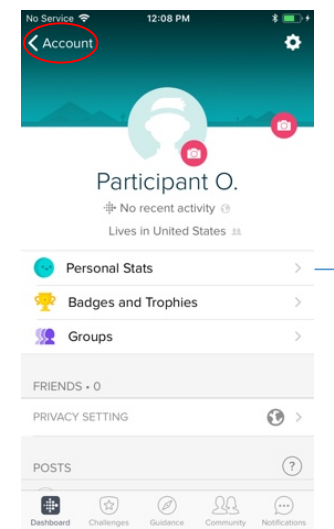 No Service 12:08 PM
Account
Participant O.
No recent activity
Lives in United States
Personal Stats
Badges and Trophies
Groups
FRIENDS • 0
PRIVACY SETTING
POSTS
?
Dashboard Challenges Guidance Community Notifications